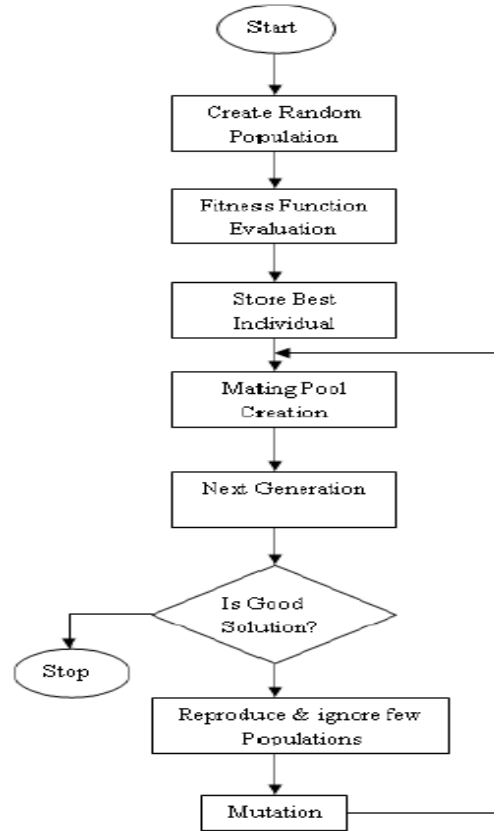 Start
Create Random
Population
Fitness Function
Evaluation
Store Best
Individual
Mating Pool
Creation
Next Generation
Is Good
Solution?
Stop
Reproduce & ignore few
Populations
Mutation